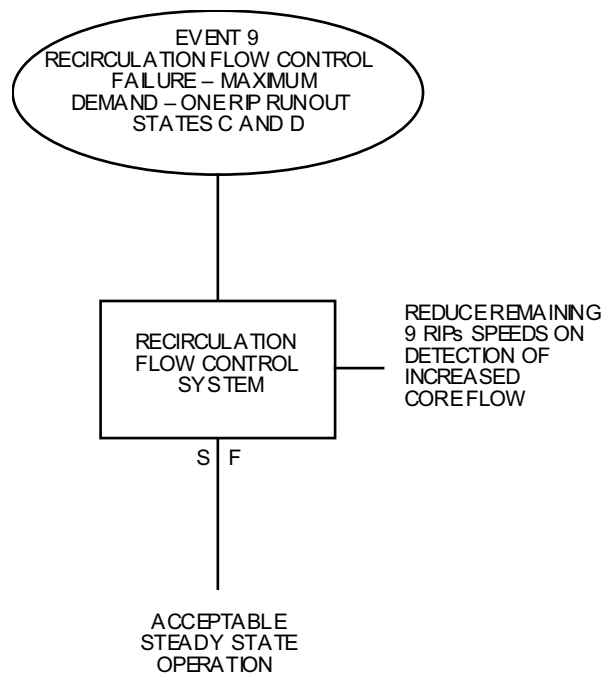 EVENT 9
RECIRCULATION FLOW CONTROL
FAILURE – MAXIMUM
DEMAND – ONE RIP RUNOUT
STATES C AND D
RECIRCULATION
FLOW CONTROL
SYSTEM
REDUCE REMAINING
9 RIPs SPEEDS ON
DETECTION OF
INCREASED
CORE FLOW
S F
ACCEPTABLE
STEADY STATE
OPERATION